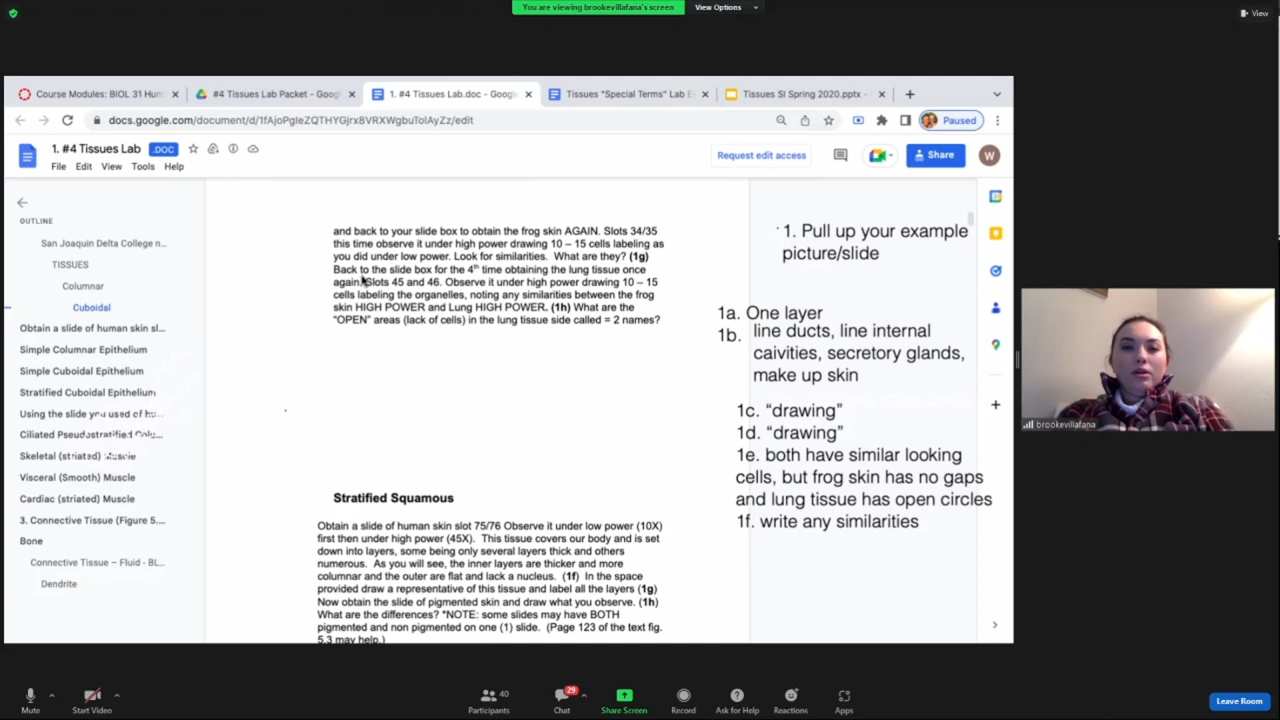 You are viewing brookevillafana's screen
View Options
View
Course Modules: BIOL 31 Hum
#4 Tissues Lab Packet - Goog
1. #4 Tissues Lab.doc - Google
Tissues "Special Terms" Lab E
Tissues SI Spring 2020.pptx -
docs.google.com/document/d/1fAjoPgleZQTHYGjrx8VRXWgbuTolAyZz/edit
Paused
1. #4 Tissues Lab
.DOC
File Edit View Tools Help
Request edit access
Share
W
OUTLINE
San Joaquin Delta College n...
TISSUES
Columnar
Cuboidal
Obtain a slide of human skin sl...
Simple Columnar Epithelium
Simple Cuboidal Epithelium
Stratified Cuboidal Epithelium
Using the slide you used of hu...
Ciliated Pseudostratified Colu...
Skeletal (striated) Muscle
Visceral (Smooth) Muscle
Cardiac (striated) Muscle
3. Connective Tissue (Figure 5....
Bone
Connective Tissue – Fluid - BL...
Dendrite
and back to your slide box to obtain the frog skin AGAIN. Slots 34/35
this time observe it under high power drawing 10 – 15 cells labeling as
you did under low power. Look for similarities. What are they? (1g)
Back to the slide box for the 4th time obtaining the lung tissue once
again. Slots 45 and 46. Observe it under high power drawing 10 – 15
cells labeling the organelles, noting any similarities between the frog
skin HIGH POWER and Lung HIGH POWER. (1h) What are the
"OPEN" areas (lack of cells) in the lung tissue side called = 2 names?
Stratified Squamous
Obtain a slide of human skin slot 75/76 Observe it under low power (10X)
first then under high power (45X). This tissue covers our body and is set
down into layers, some being only several layers thick and others
numerous. As you will see, the inner layers are thicker and more
columnar and the outer are flat and lack a nucleus. (1f) In the space
provided draw a representative of this tissue and label all the layers (1g)
Now obtain the slide of pigmented skin and draw what you observe. (1h)
What are the differences? *NOTE: some slides may have BOTH
pigmented and non pigmented on one (1) slide. (Page 123 of the text fig.
5.3 may help.)
1. Pull up your example
picture/slide
1a. One layer
1b. line ducts, line internal
caivities, secretory glands,
make up skin
1c. "drawing"
1d. "drawing"
1e. both have similar looking
cells, but frog skin has no gaps
and lung tissue has open circles
1f. write any similarities
brookevillafana
Mute
Start Video
40
Participants
29
Chat
Share Screen
Record
Ask for Help
Reactions
Apps
Leave Room